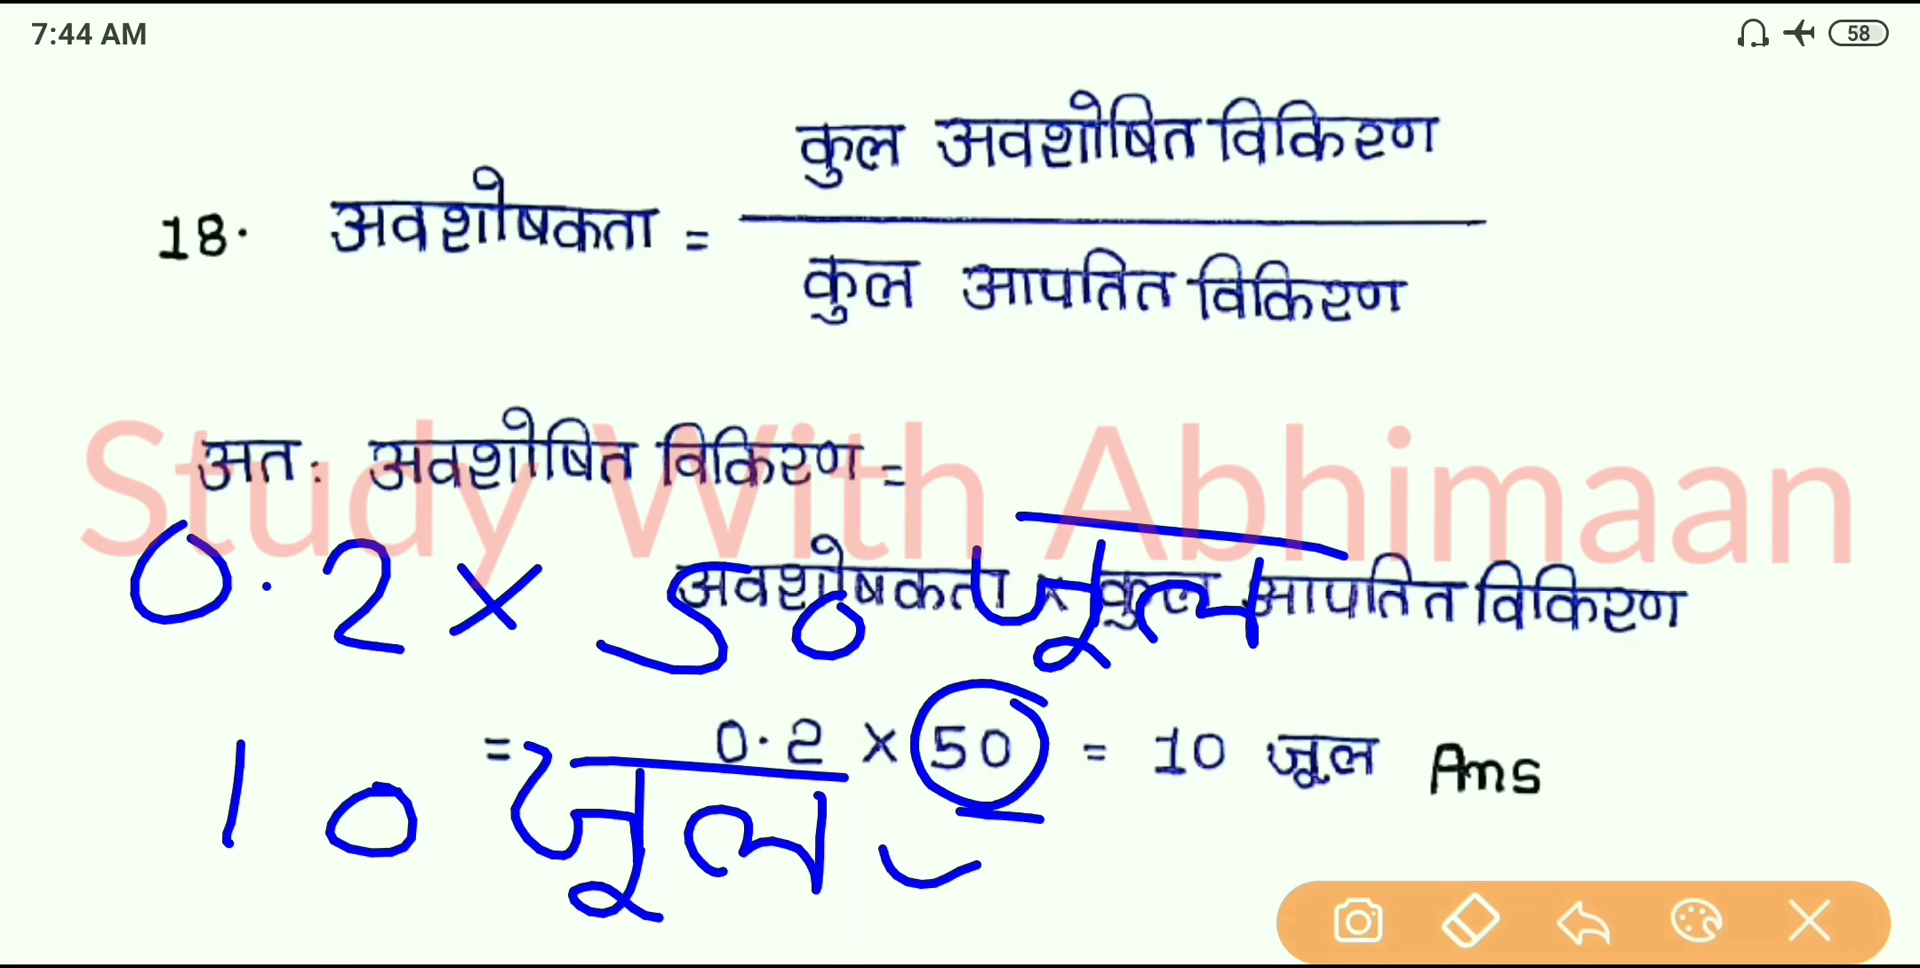 7:44 AM
58
कुल अवशोषित विकिरण
18. अवशोषकता =
कुल आपतित विकिरण
Study With Abhimaan
अत: अवशोषित विकिरण =
0.2 × 50 जूल
अवशोषकता × कुल आपतित विकिरण
= 0.2 × 50 = 10 जूल Ans
10 जूल